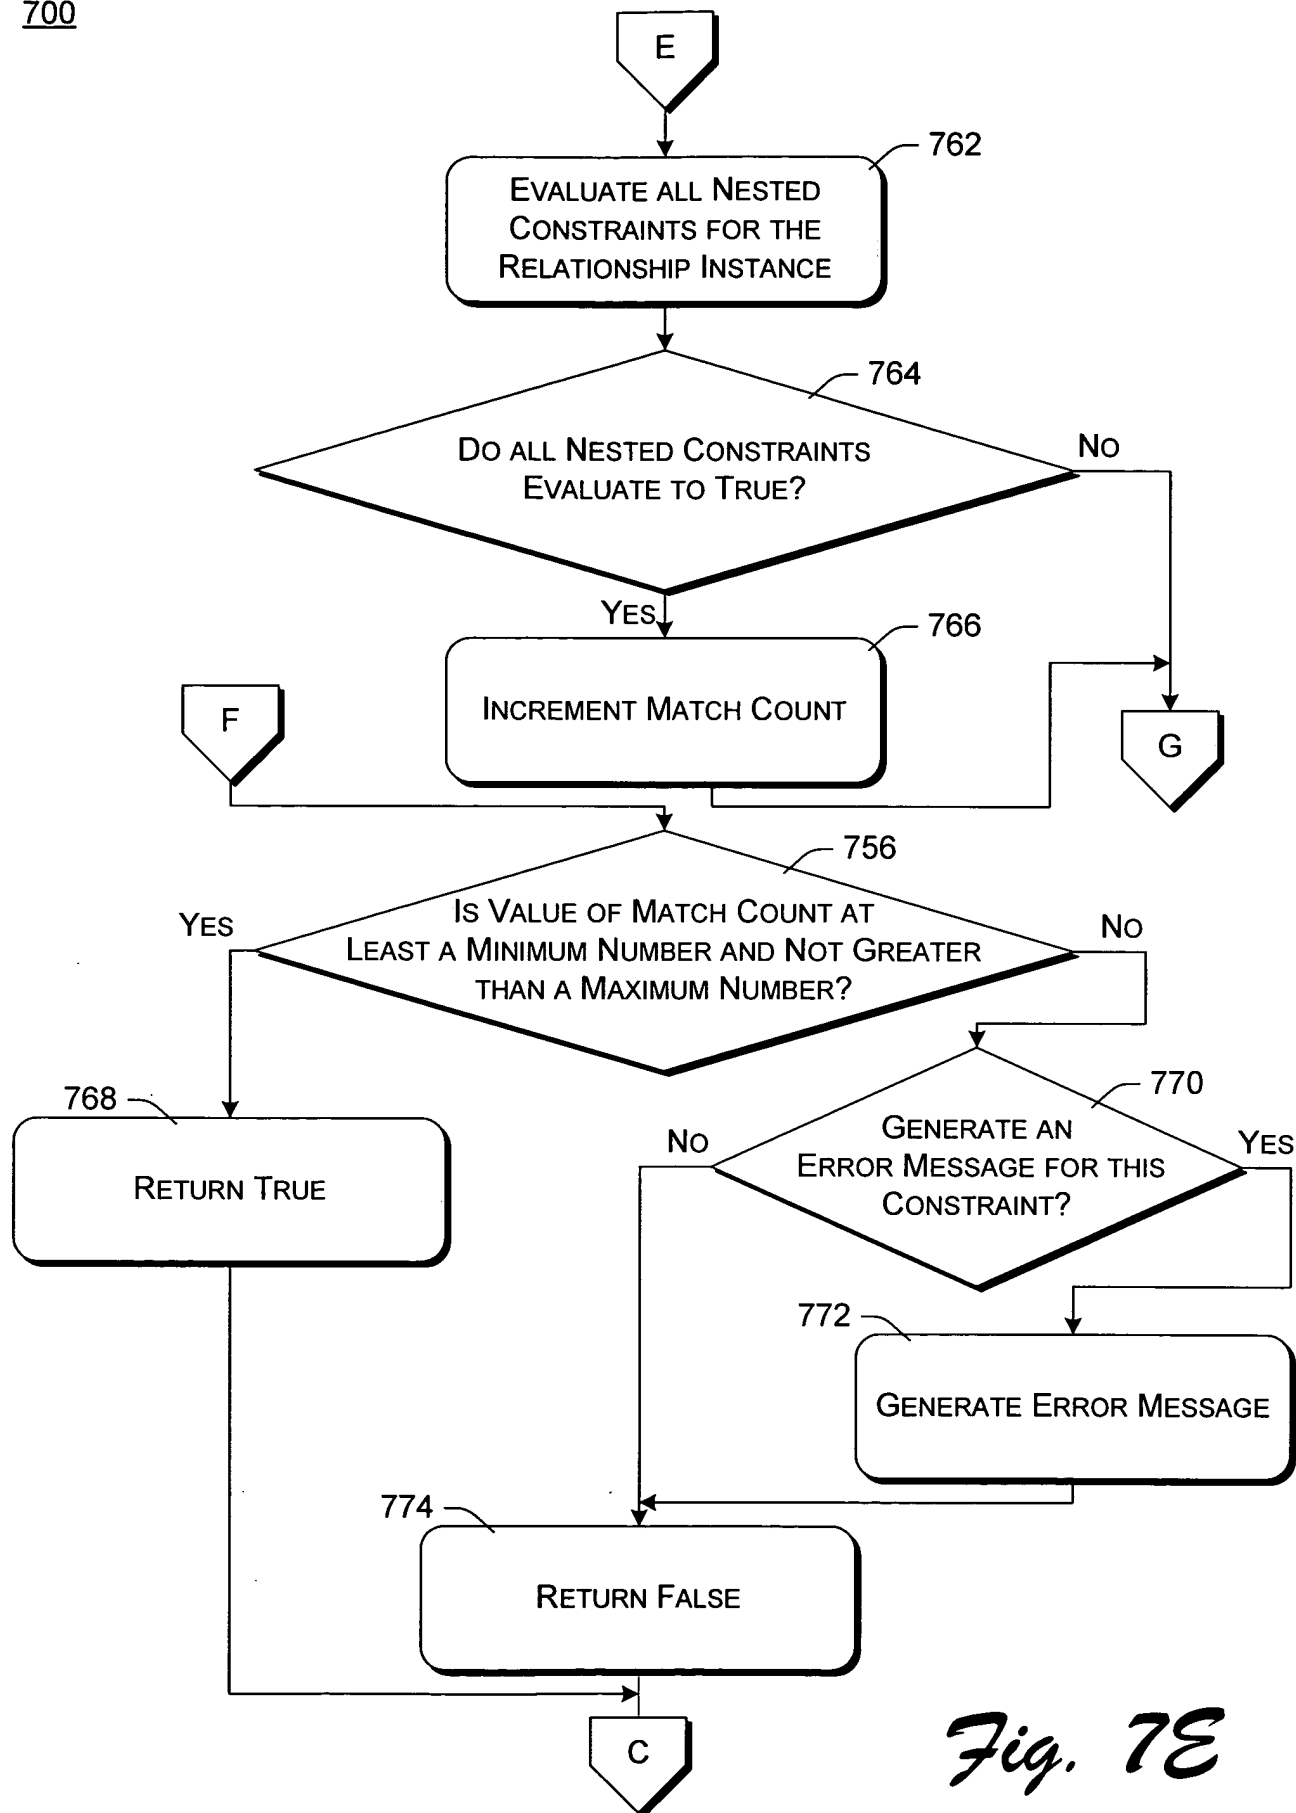 700
E
762
EVALUATE ALL NESTED
CONSTRAINTS FOR THE
RELATIONSHIP INSTANCE
764
DO ALL NESTED CONSTRAINTS
EVALUATE TO TRUE?
NO
YES
766
INCREMENT MATCH COUNT
F
G
756
YES
IS VALUE OF MATCH COUNT AT
LEAST A MINIMUM NUMBER AND NOT GREATER
THAN A MAXIMUM NUMBER?
NO
768
RETURN TRUE
770
NO
GENERATE AN
ERROR MESSAGE FOR THIS
CONSTRAINT?
YES
772
GENERATE ERROR MESSAGE
774
RETURN FALSE
C
Fig. 7E